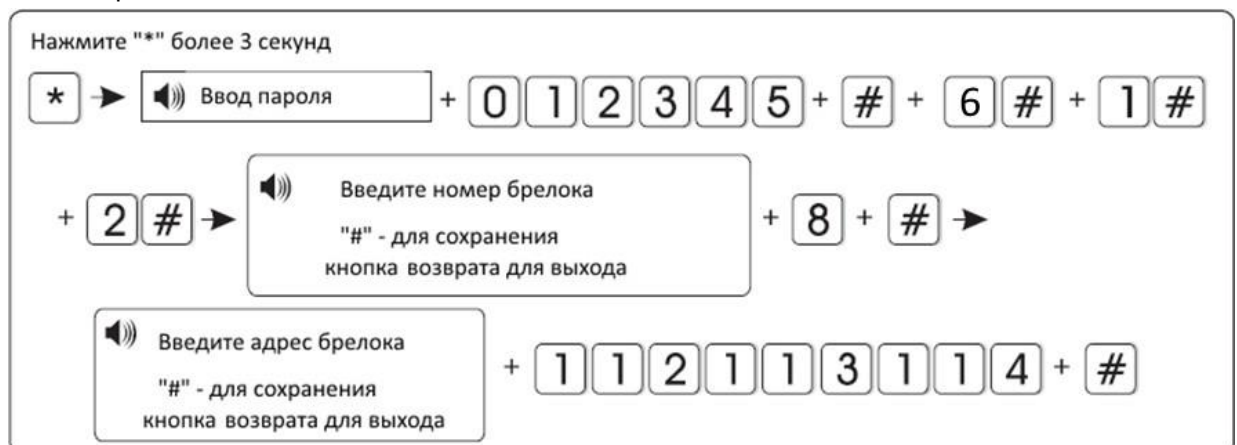 Нажмите "*" более 3 секунд
* Ввод пароля + 0 1 2 3 4 5 + # + 6 # + 1 #
+ 2 # Введите номер брелока + 8 + #
"#" - для сохранения
кнопка возврата для выхода
Введите адрес брелока + 1 1 2 1 1 3 1 1 4 + #
"#" - для сохранения
кнопка возврата для выхода